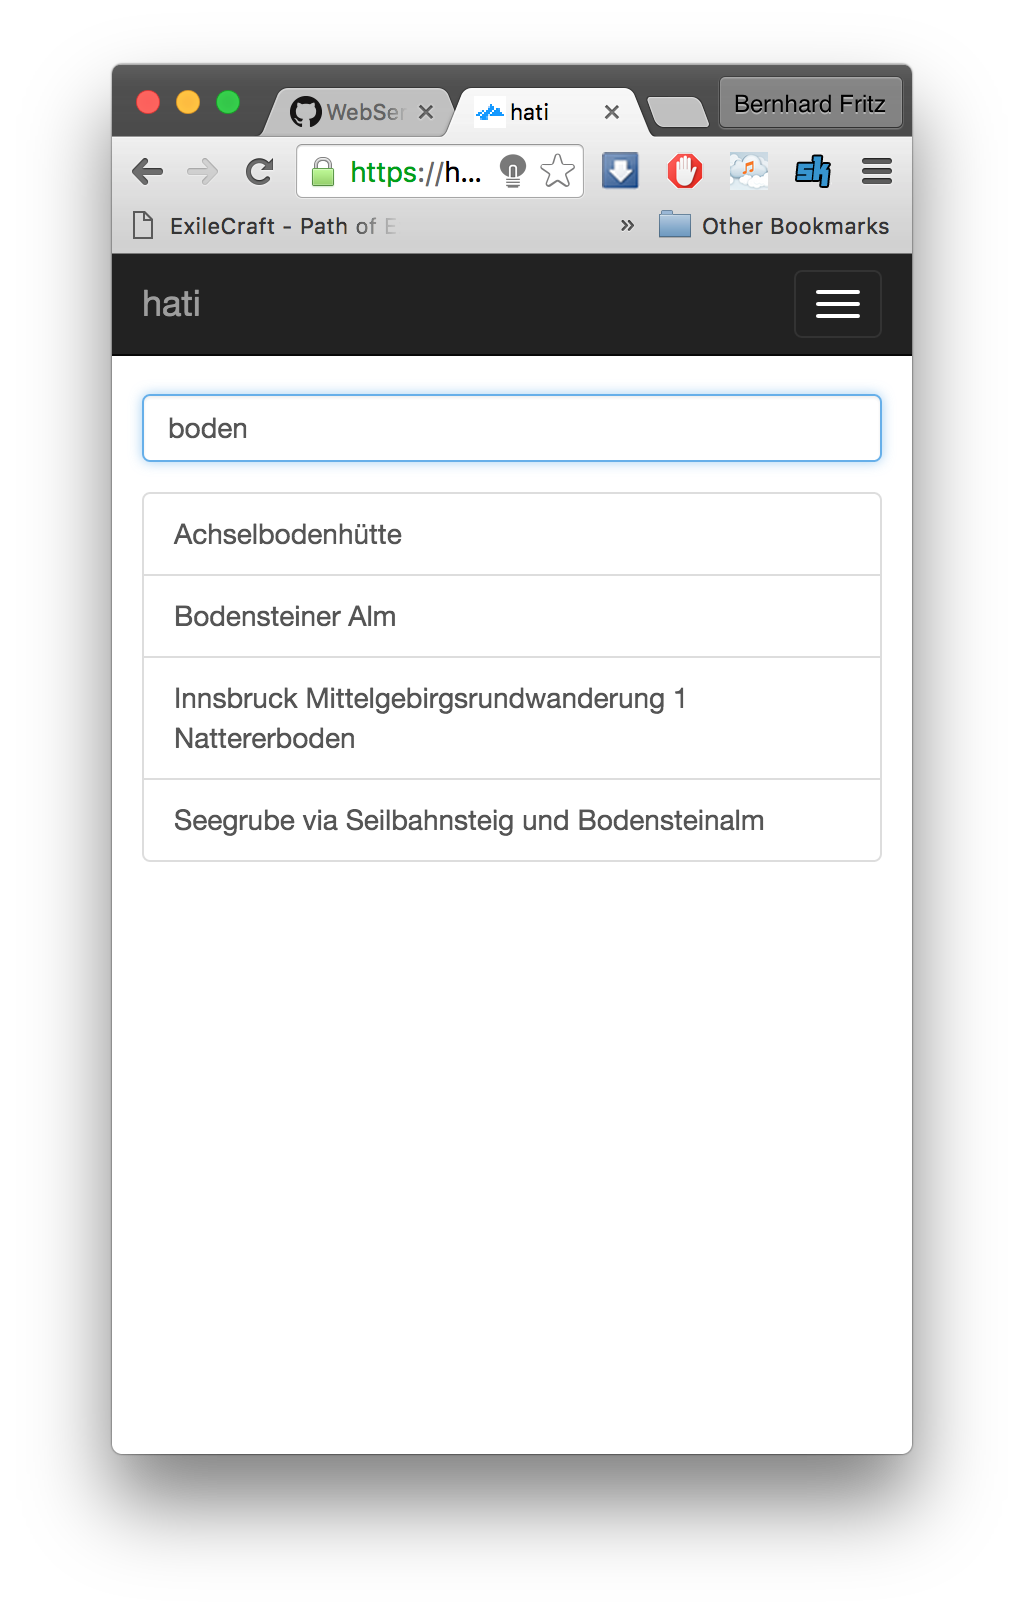 WebSer
hati
Bernhard Fritz
https://h...
sk
ExileCraft - Path of E
» Other Bookmarks
hati
boden
Achselbodenhütte
Bodensteiner Alm
Innsbruck Mittelgebirgsrundwanderung 1
Nattererboden
Seegrube via Seilbahnsteig und Bodensteinalm